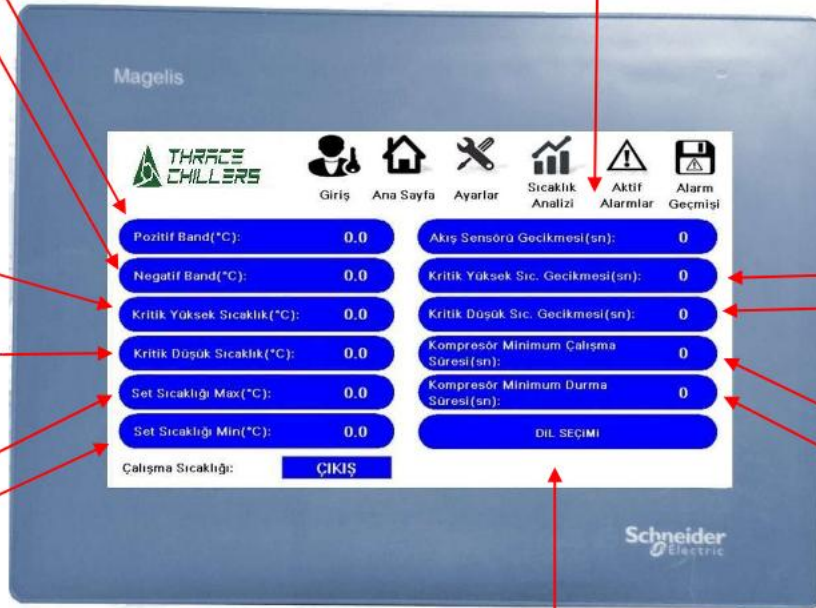 Magelis
THRACE
CHILLERS
Giriş
Ana Sayfa
Ayarlar
Sıcaklık
Analizi
Aktif
Alarmlar
Alarm
Geçmişi
Pozitif Band(°C): 0.0
Negatif Band(°C): 0.0
Kritik Yüksek Sıcaklık(°C): 0.0
Kritik Düşük Sıcaklık(°C): 0.0
Set Sıcaklığı Max(°C): 0.0
Set Sıcaklığı Min(°C): 0.0
Çalışma Sıcaklığı: ÇIKIŞ
Akış Sensörü Gecikmesi(sn): 0
Kritik Yüksek Sıc. Gecikmesi(sn): 0
Kritik Düşük Sıc. Gecikmesi(sn): 0
Kompresör Minimum Çalışma
Süresi(sn): 0
Kompresör Minimum Durma
Süresi(sn): 0
DİL SEÇİMİ
Schneider
Electric